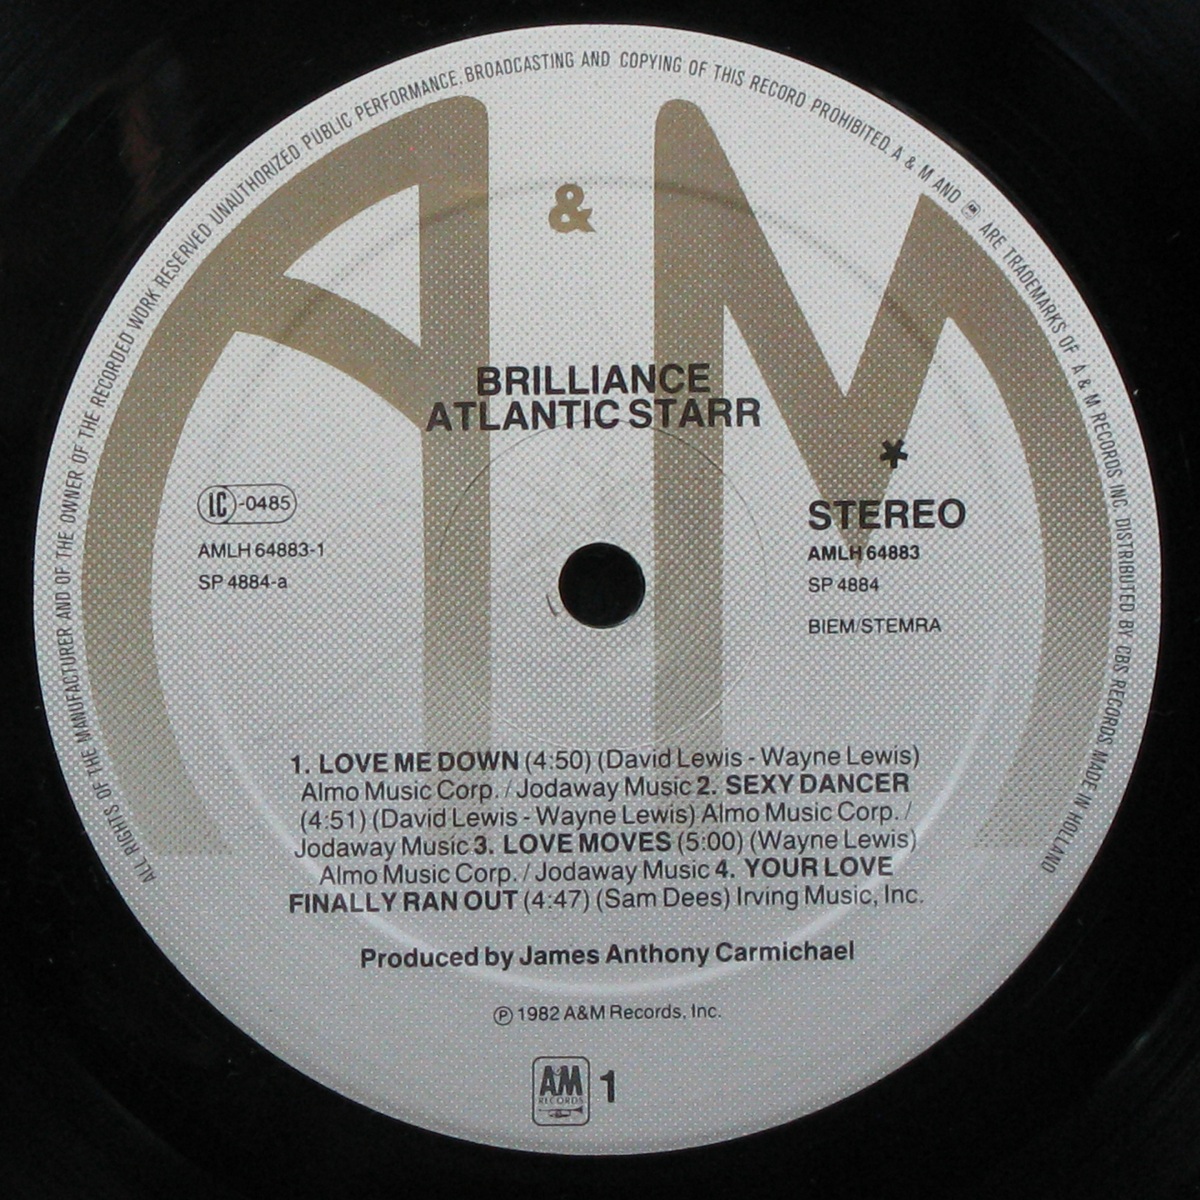 ALL RIGHTS OF THE MANUFACTURER AND OF THE OWNER OF THE RECORDED WORK RESERVED UNAUTHORIZED PUBLIC PERFORMANCE. BROADCASTING AND COPYING OF THIS RECORD PROHIBITED. A & M AND AM ARE TRADEMARKS OF A & M RECORDS INC. DISTRIBUTED BY CBS RECORDS MADE IN HOLLAND
A & M
BRILLIANCE
ATLANTIC STARR
LC-0485
AMLH 64883-1
SP 4884-a
*
STEREO
AMLH 64883
SP 4884
BIEM/STEMRA
1. LOVE ME DOWN (4:50) (David Lewis - Wayne Lewis)
Almo Music Corp. / Jodaway Music 2. SEXY DANCER
(4:51) (David Lewis - Wayne Lewis) Almo Music Corp. /
Jodaway Music 3. LOVE MOVES (5:00) (Wayne Lewis)
Almo Music Corp. / Jodaway Music 4. YOUR LOVE
FINALLY RAN OUT (4:47) (Sam Dees) Irving Music, Inc.
Produced by James Anthony Carmichael
℗ 1982 A&M Records, Inc.
AM 1
RECORDS